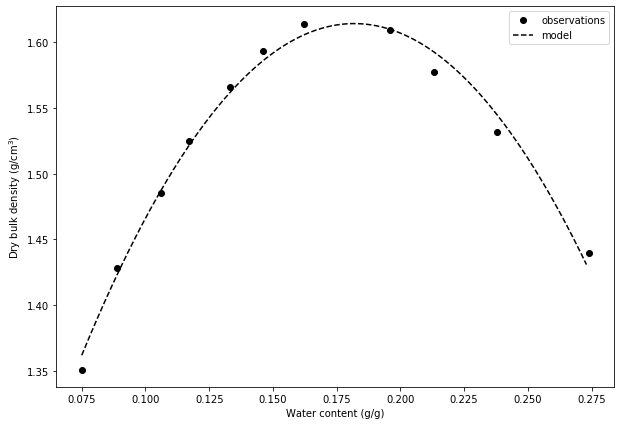 observations
model
1.60
1.55
1.50
1.45
1.40
1.35
Dry bulk density (g/cm³)
0.075 0.100 0.125 0.150 0.175 0.200 0.225 0.250 0.275
Water content (g/g)